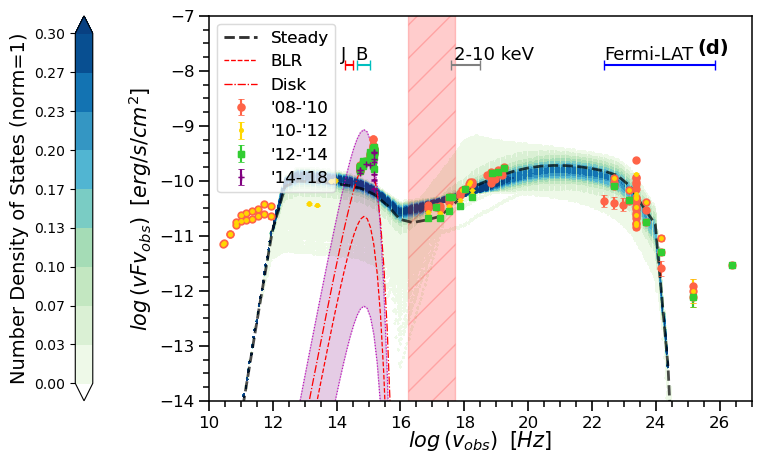 Number Density of States (norm=1)
0.30
0.27
0.23
0.20
0.17
0.13
0.10
0.07
0.03
0.00
log (νFν_obs) [erg/s/cm²]
−7
−8
−9
−10
−11
−12
−13
−14
Steady
BLR
Disk
'08-'10
'10-'12
'12-'14
'14-'18
J B
2-10 keV
Fermi-LAT
(d)
10 12 14 16 18 20 22 24 26
log (ν_obs) [Hz]